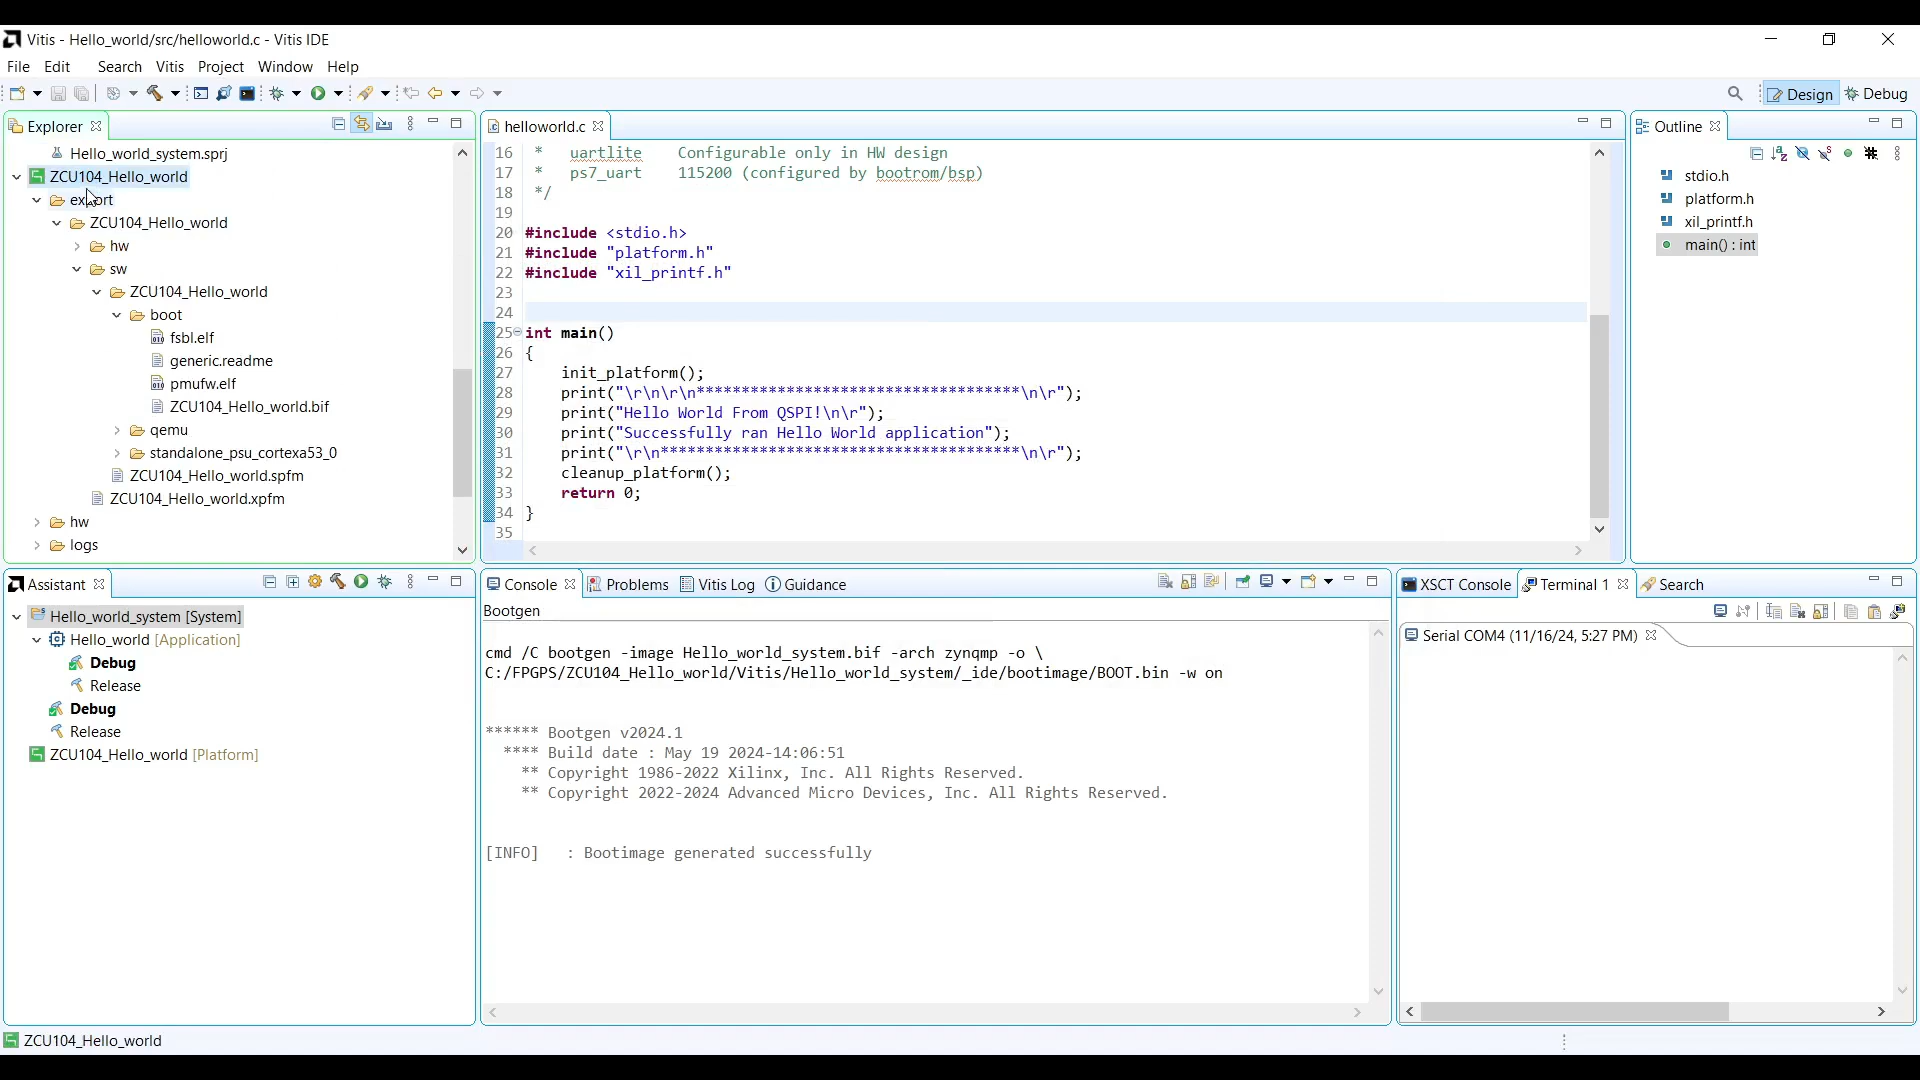 Vitis - Hello_world/src/helloworld.c - Vitis IDE
File Edit Search Vitis Project Window Help
Design Debug
Explorer
Hello_world_system.sprj
ZCU104_Hello_world
export
ZCU104_Hello_world
hw
sw
ZCU104_Hello_world
boot
fsbl.elf
generic.readme
pmufw.elf
ZCU104_Hello_world.bif
qemu
standalone_psu_cortexa53_0
ZCU104_Hello_world.spfm
ZCU104_Hello_world.xpfm
hw
logs
helloworld.c
16 * uartlite Configurable only in HW design
17 * ps7_uart 115200 (configured by bootrom/bsp)
18 */
19
20 #include <stdio.h>
21 #include "platform.h"
22 #include "xil_printf.h"
23
24
25 int main()
26 {
27 init_platform();
28 print("\r\n\r\n************************************\n\r");
29 print("Hello World From QSPI!\n\r");
30 print("Successfully ran Hello World application");
31 print("\r\n****************************************\n\r");
32 cleanup_platform();
33 return 0;
34 }
35
Outline
stdio.h
platform.h
xil_printf.h
main() : int
Assistant
Hello_world_system [System]
Hello_world [Application]
Debug
Release
Debug
Release
ZCU104_Hello_world [Platform]
Console Problems Vitis Log Guidance
Bootgen
cmd /C bootgen -image Hello_world_system.bif -arch zynqmp -o \
C:/FPGPS/ZCU104_Hello_world/Vitis/Hello_world_system/_ide/bootimage/BOOT.bin -w on
****** Bootgen v2024.1
**** Build date : May 19 2024-14:06:51
** Copyright 1986-2022 Xilinx, Inc. All Rights Reserved.
** Copyright 2022-2024 Advanced Micro Devices, Inc. All Rights Reserved.
[INFO] : Bootimage generated successfully
XSCT Console Terminal 1 Search
Serial COM4 (11/16/24, 5:27 PM)
ZCU104_Hello_world